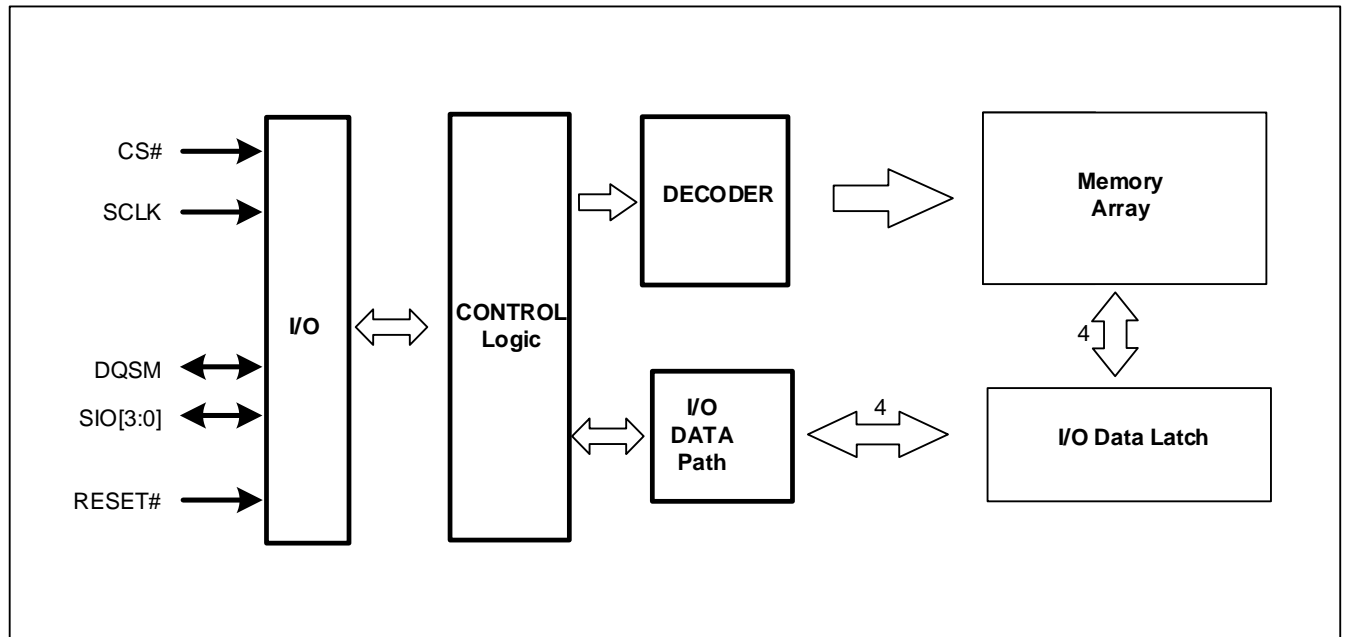 CS#
SCLK
DQSM
SIO[3:0]
RESET#
I/O
CONTROL
Logic
DECODER
I/O
DATA
Path
4
Memory
Array
4
I/O Data Latch